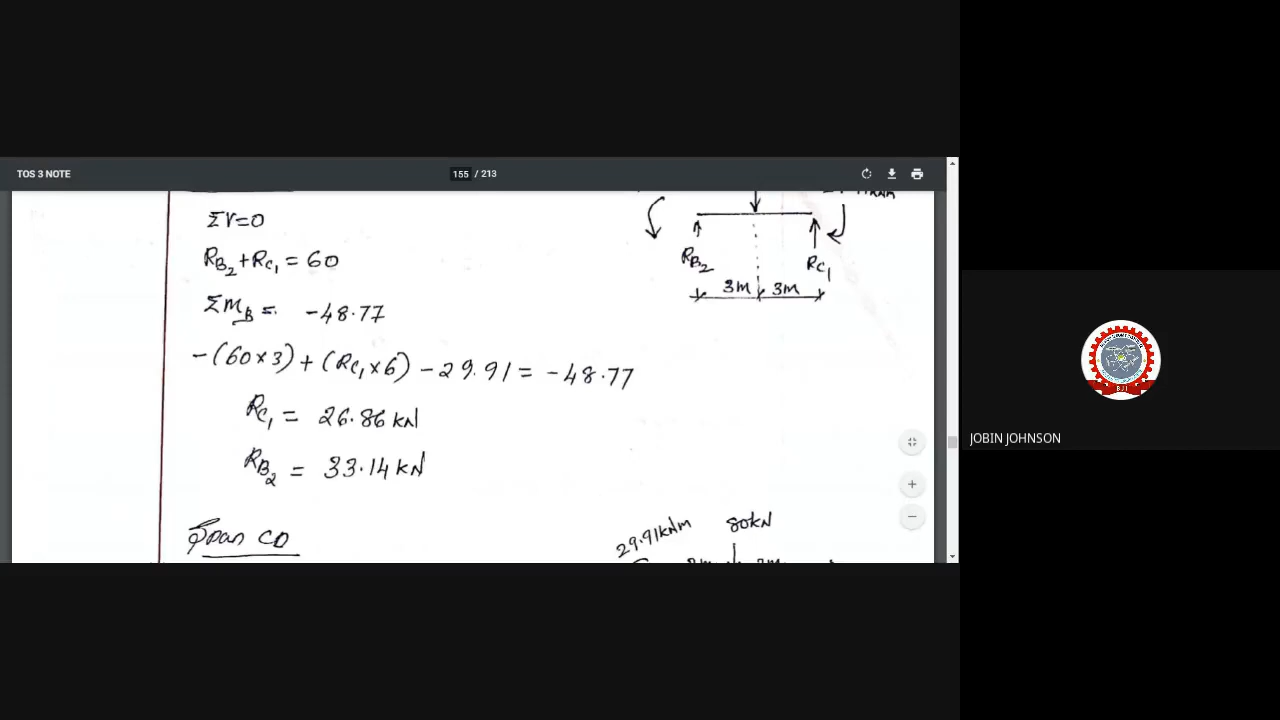 TOS 3 NOTE
155 / 213
ΣV=0
RB2+RC1 = 60
ΣMB = -48.77
-(60×3) + (RC1×6) - 29.91 = -48.77
RC1 = 26.86 kN
RB2 = 33.14 kN
RB2
RC1
3m 3m
Span CD
29.91kNm
80kN
BJI
JOBIN JOHNSON